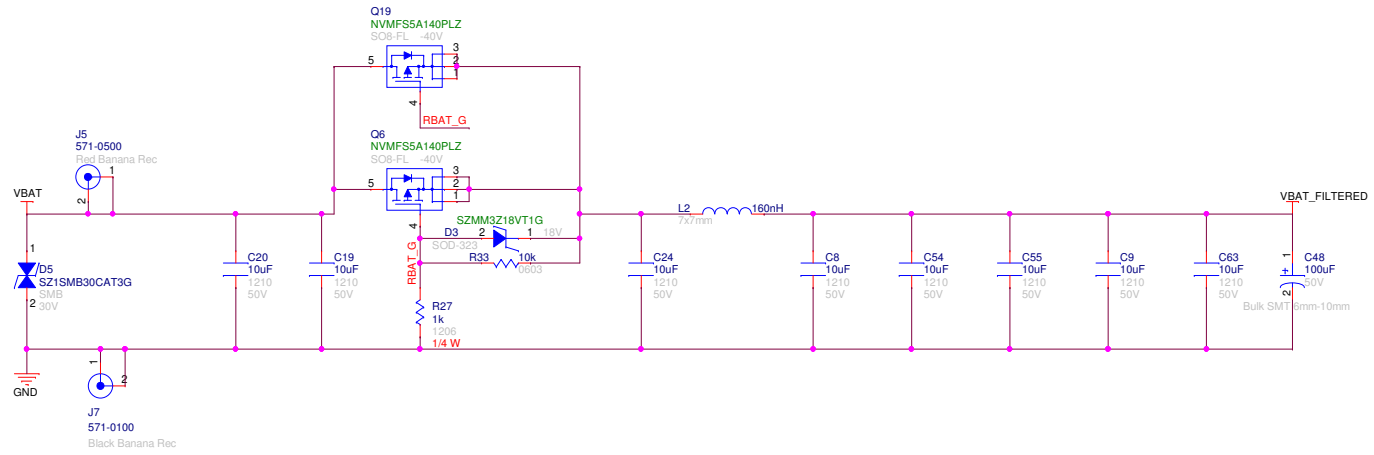 Q19
NVMFS5A140PLZ
SO8-FL -40V
5
3
2
1
4
RBAT_G
Q6
NVMFS5A140PLZ
SO8-FL -40V
5
3
2
1
4
RBAT_G
J5
571-0500
Red Banana Rec
1
2
VBAT
1
D5
SZ1SMB30CAT3G
SMB
30V
2
GND
1
2
J7
571-0100
Black Banana Rec
C20
10uF
1210
50V
C19
10uF
1210
50V
SZMM3Z18VT1G
D3 2 1 18V
SOD-323
R33 10k
0603
R27
1k
1206
1/4 W
C24
10uF
1210
50V
L2 160nH
7x7mm
C8
10uF
1210
50V
C54
10uF
1210
50V
C55
10uF
1210
50V
C9
10uF
1210
50V
C63
10uF
1210
50V
VBAT_FILTERED
1
+
2
C48
100uF
50V
Bulk SMT 6mm-10mm